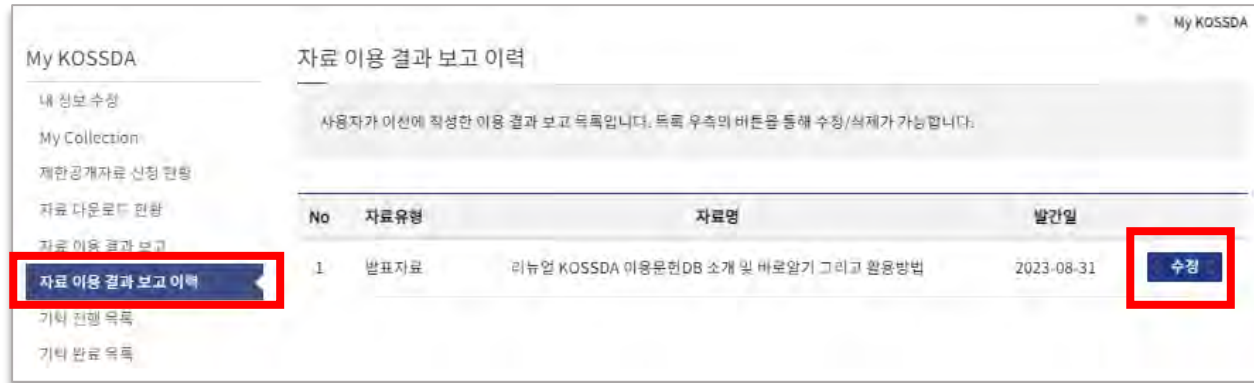 My KOSSDA
My KOSSDA
내 정보 수정
My Collection
제한공개자료 신청 현황
자료 다운로드 현황
자료 이용 결과 보고
자료 이용 결과 보고 이력
기탁 진행 목록
기탁 완료 목록
자료 이용 결과 보고 이력
사용자가 이전에 작성한 이용 결과 보고 목록입니다. 목록 우측의 버튼을 통해 수정/삭제가 가능합니다.
No 자료유형 자료명 발간일
1 발표자료 리뉴얼 KOSSDA 이용문헌DB 소개 및 바로알기 그리고 활용방법 2023-08-31 수정